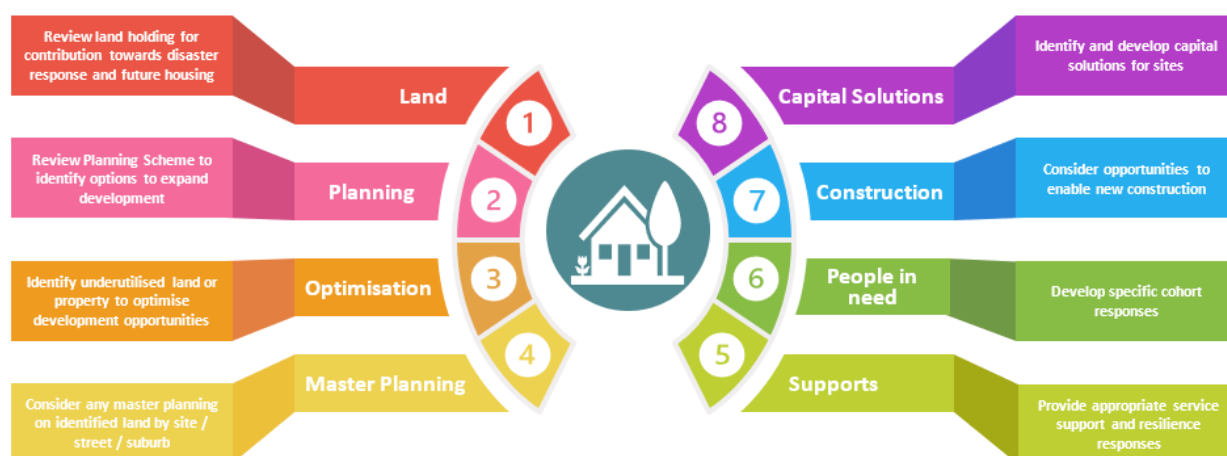 Review land holding for
contribution towards disaster
response and future housing
Land
1
Review Planning Scheme to
identify options to expand
development
Planning
2
Identify underutilised land or
property to optimise
development opportunities
Optimisation
3
Consider any master planning
on identified land by site /
street / suburb
Master Planning
4
8
Capital Solutions
Identify and develop capital
solutions for sites
7
Construction
Consider opportunities to
enable new construction
6
People in
need
Develop specific cohort
responses
5
Supports
Provide appropriate service
support and resilience
responses